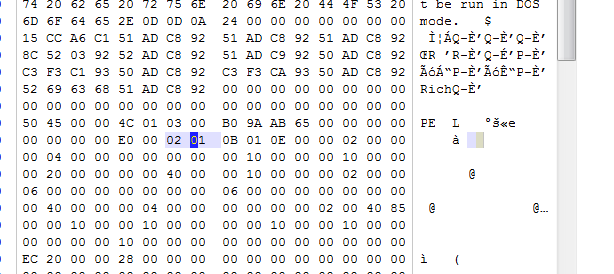 74 20 62 65 20 72 75 6E 20 69 6E 20 44 4F 53 20 t be run in DOS
6D 6F 64 65 2E 0D 0D 0A 24 00 00 00 00 00 00 00 mode. $
15 CC A6 C1 51 AD C8 92 51 AD C8 92 51 AD C8 92 Ì¦ÁQ-È’Q-È’Q-È’
8C 52 03 92 52 AD C8 92 51 AD C9 92 50 AD C8 92 ŒR ’R-È’Q-É’P-È’
C3 F3 C1 93 50 AD C8 92 C3 F3 CA 93 50 AD C8 92 ÃóÁ“P-È’ÃóÊ“P-È’
52 69 63 68 51 AD C8 92 00 00 00 00 00 00 00 00 RichQ-È’
00 00 00 00 00 00 00 00 00 00 00 00 00 00 00 00
50 45 00 00 4C 01 03 00 B0 9A AB 65 00 00 00 00 PE L °š«e
00 00 00 00 E0 00 02 01 0B 01 0E 00 00 02 00 00 à
00 04 00 00 00 00 00 00 00 10 00 00 00 10 00 00
00 20 00 00 00 00 40 00 00 10 00 00 00 02 00 00 @
06 00 00 00 00 00 00 00 06 00 00 00 00 00 00 00
00 40 00 00 00 04 00 00 00 00 00 00 02 00 40 85 @ @…
00 00 10 00 00 10 00 00 00 00 10 00 00 10 00 00
00 00 00 00 10 00 00 00 00 00 00 00 00 00 00 00
EC 20 00 00 28 00 00 00 00 00 00 00 00 00 00 00 ì (